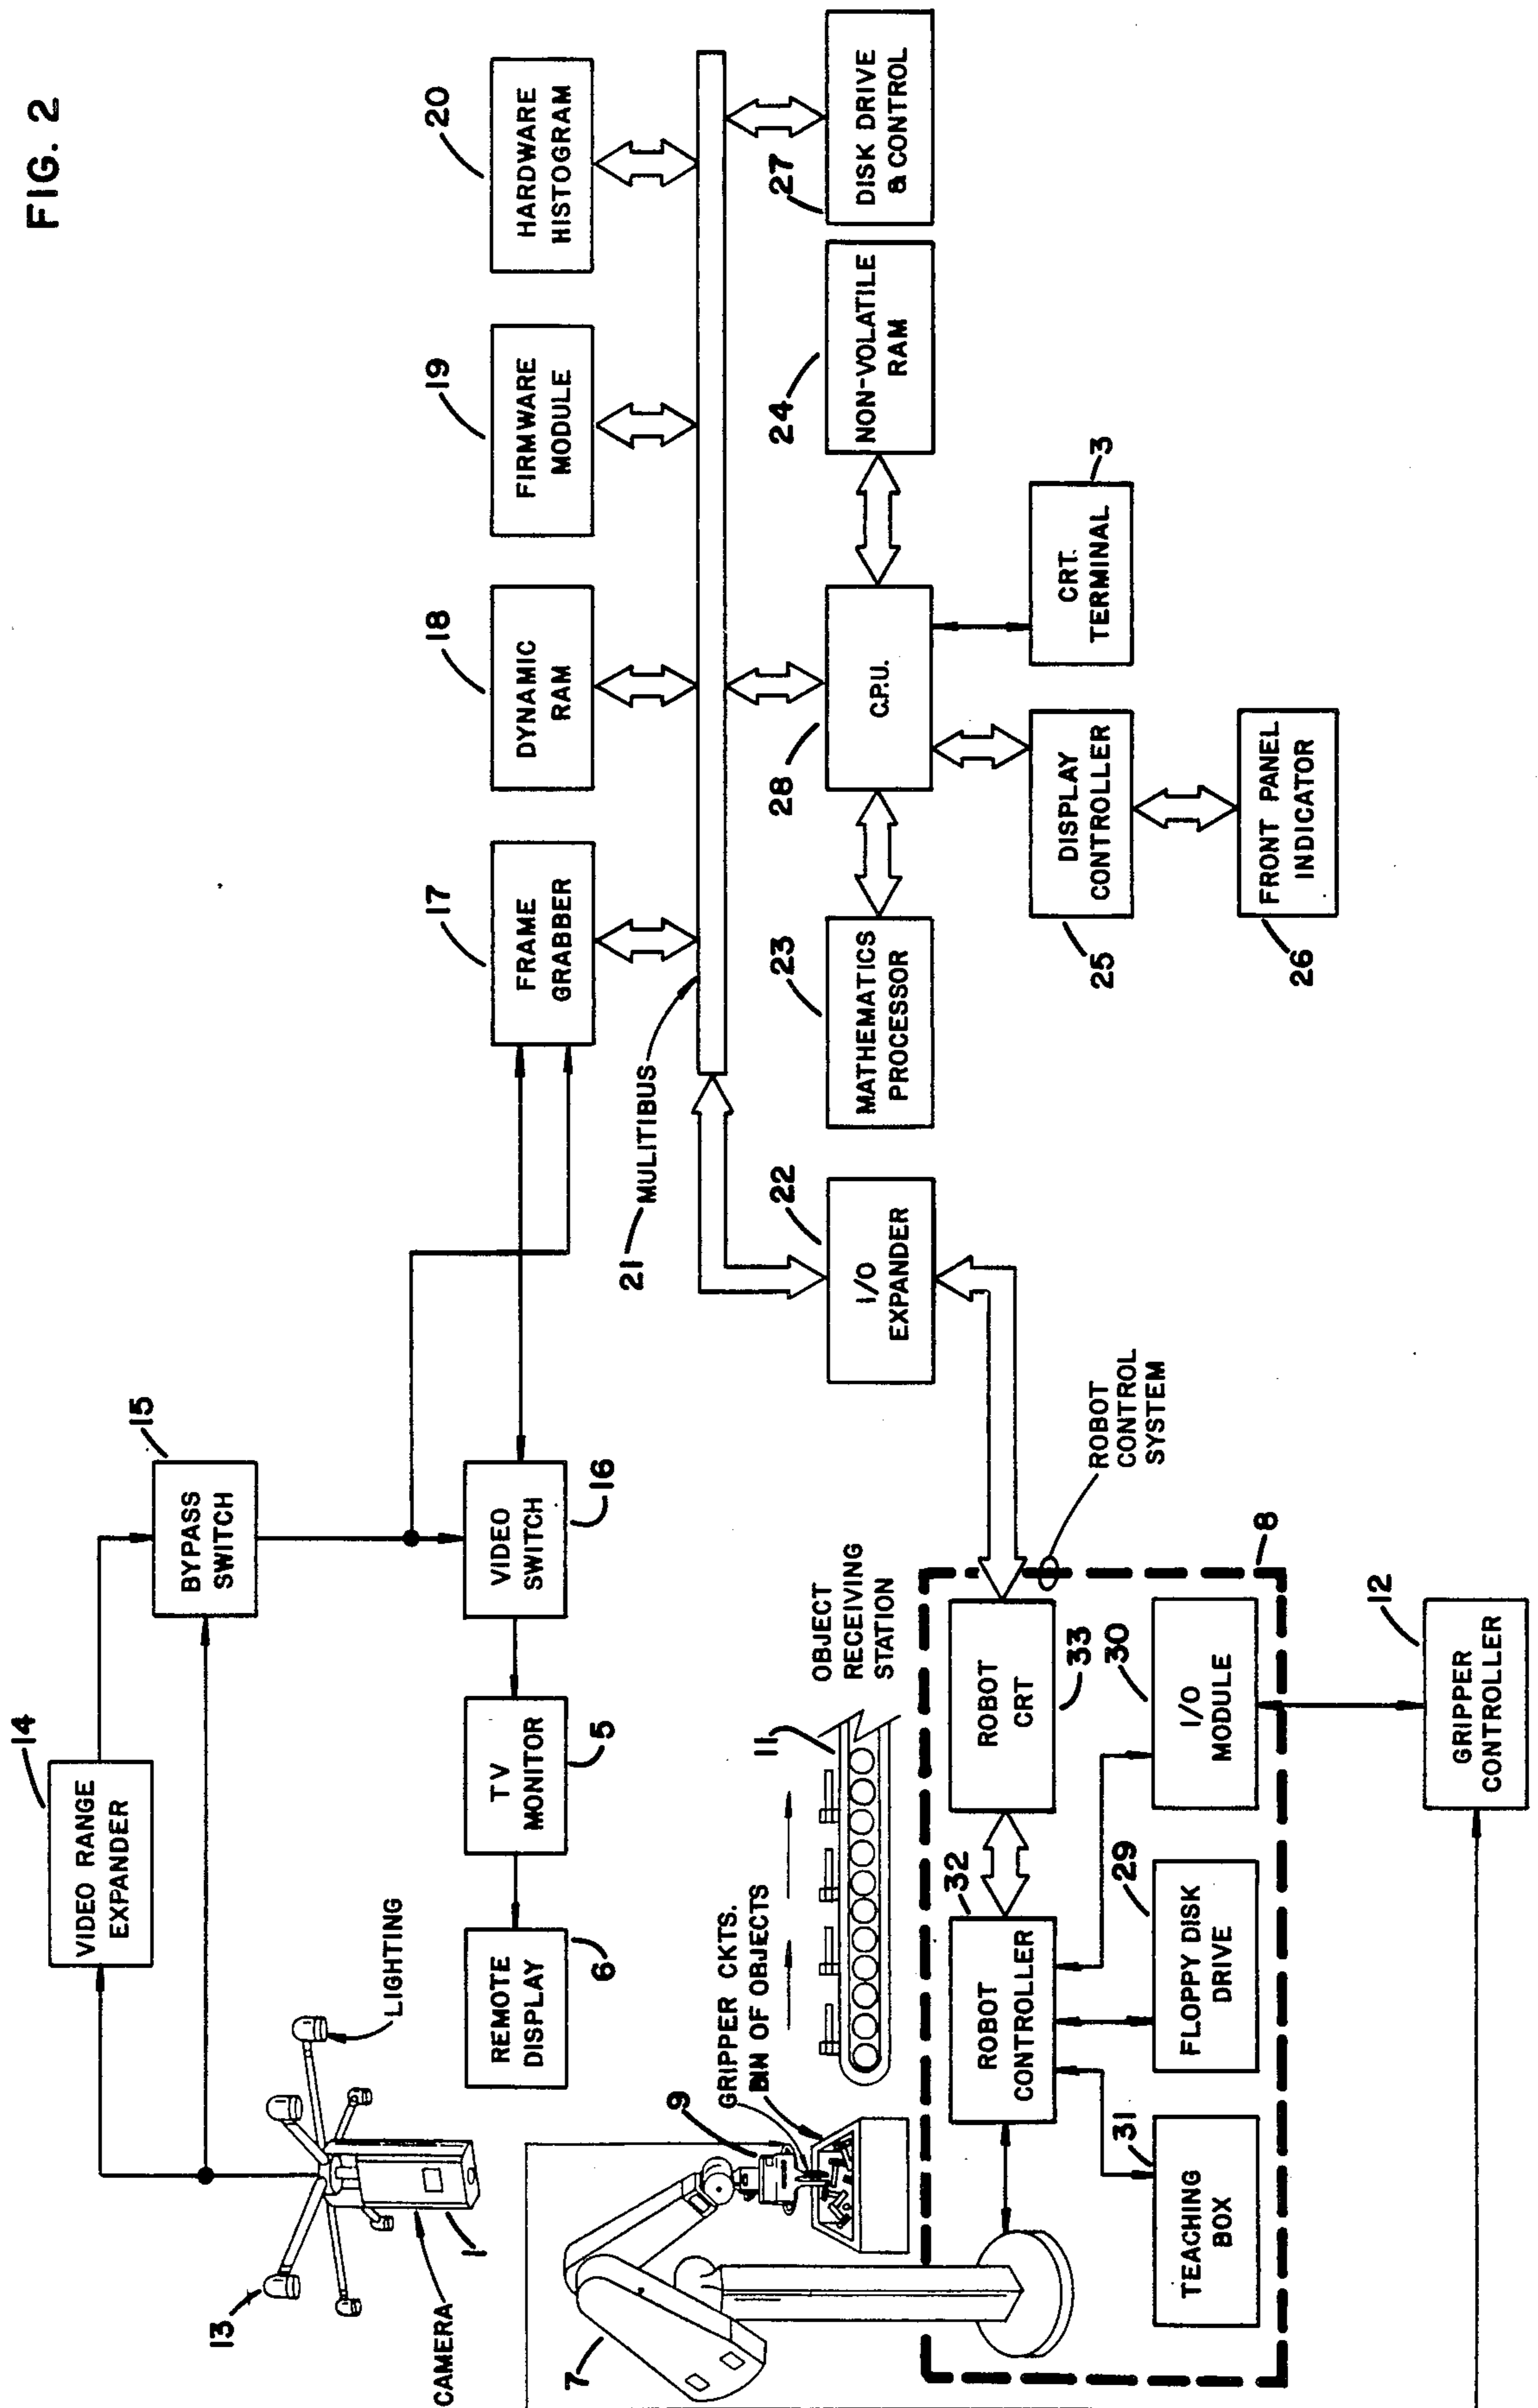 FIG. 2
14
VIDEO RANGE
EXPANDER
15
BYPASS
SWITCH
13
LIGHTING
CAMERA
1
REMOTE
DISPLAY
6
TV
MONITOR
5
VIDEO
SWITCH
16
17
FRAME
GRABBER
18
DYNAMIC
RAM
19
FIRMWARE
MODULE
20
HARDWARE
HISTOGRAM
21
MULITIBUS
22
I/O
EXPANDER
23
MATHEMATICS
PROCESSOR
28
C.P.U.
24
NON-VOLATILE
RAM
27
DISK DRIVE
& CONTROL
CRT.
TERMINAL
3
DISPLAY
CONTROLLER
25
FRONT PANEL
INDICATOR
26
7
9
GRIPPER CKTS.
BIN OF OBJECTS
11
OBJECT
RECEIVING
STATION
ROBOT
CONTROL
SYSTEM
8
32
ROBOT
CONTROLLER
ROBOT
CRT
33
31
TEACHING
BOX
29
FLOPPY DISK
DRIVE
30
I/O
MODULE
12
GRIPPER
CONTROLLER